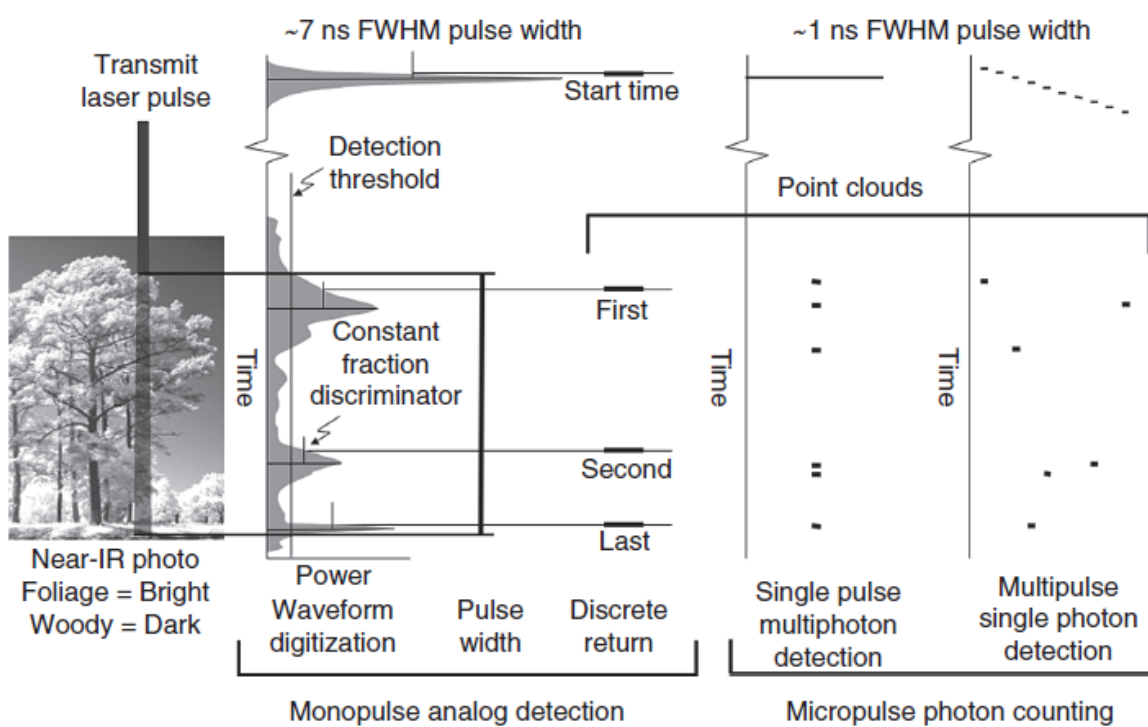 ~7 ns FWHM pulse width
~1 ns FWHM pulse width
Transmit
laser pulse
Start time
Detection
threshold
Point clouds
First
Constant
fraction
discriminator
Time
Time
Time
Second
Last
Near-IR photo
Foliage = Bright
Woody = Dark
Power
Waveform
digitization
Pulse
width
Discrete
return
Single pulse
multiphoton
detection
Multipulse
single photon
detection
Monopulse analog detection
Micropulse photon counting